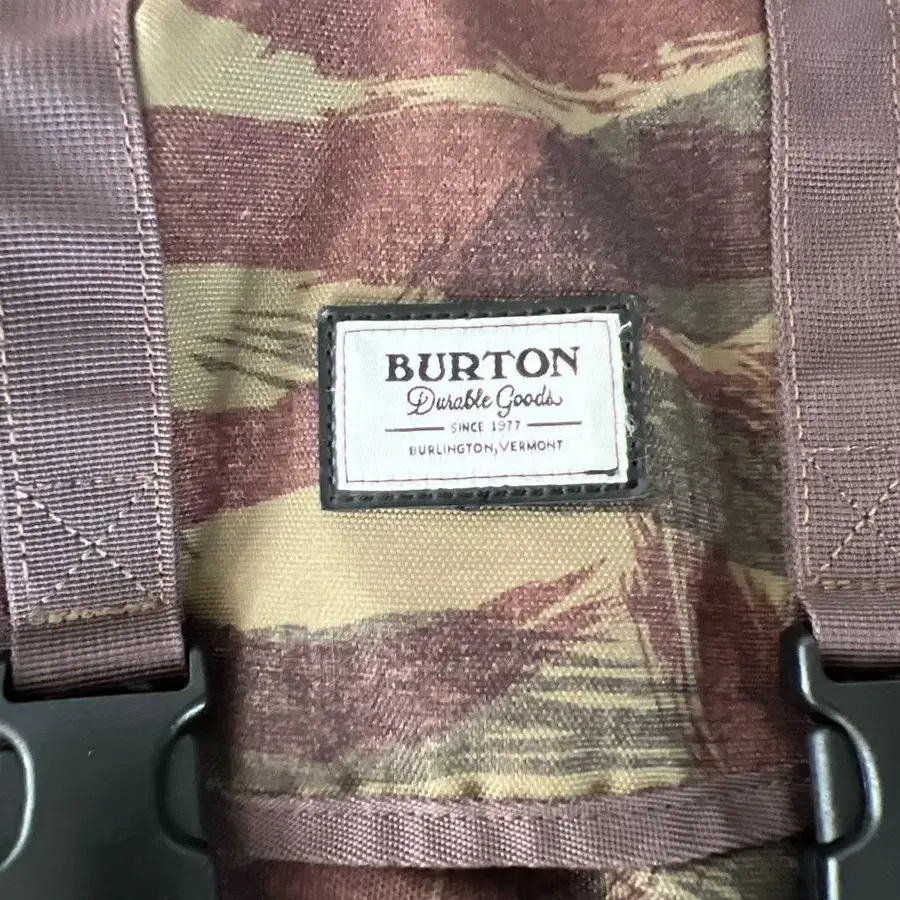 BURTON
Durable Goods
SINCE 1977
BURLINGTON, VERMONT